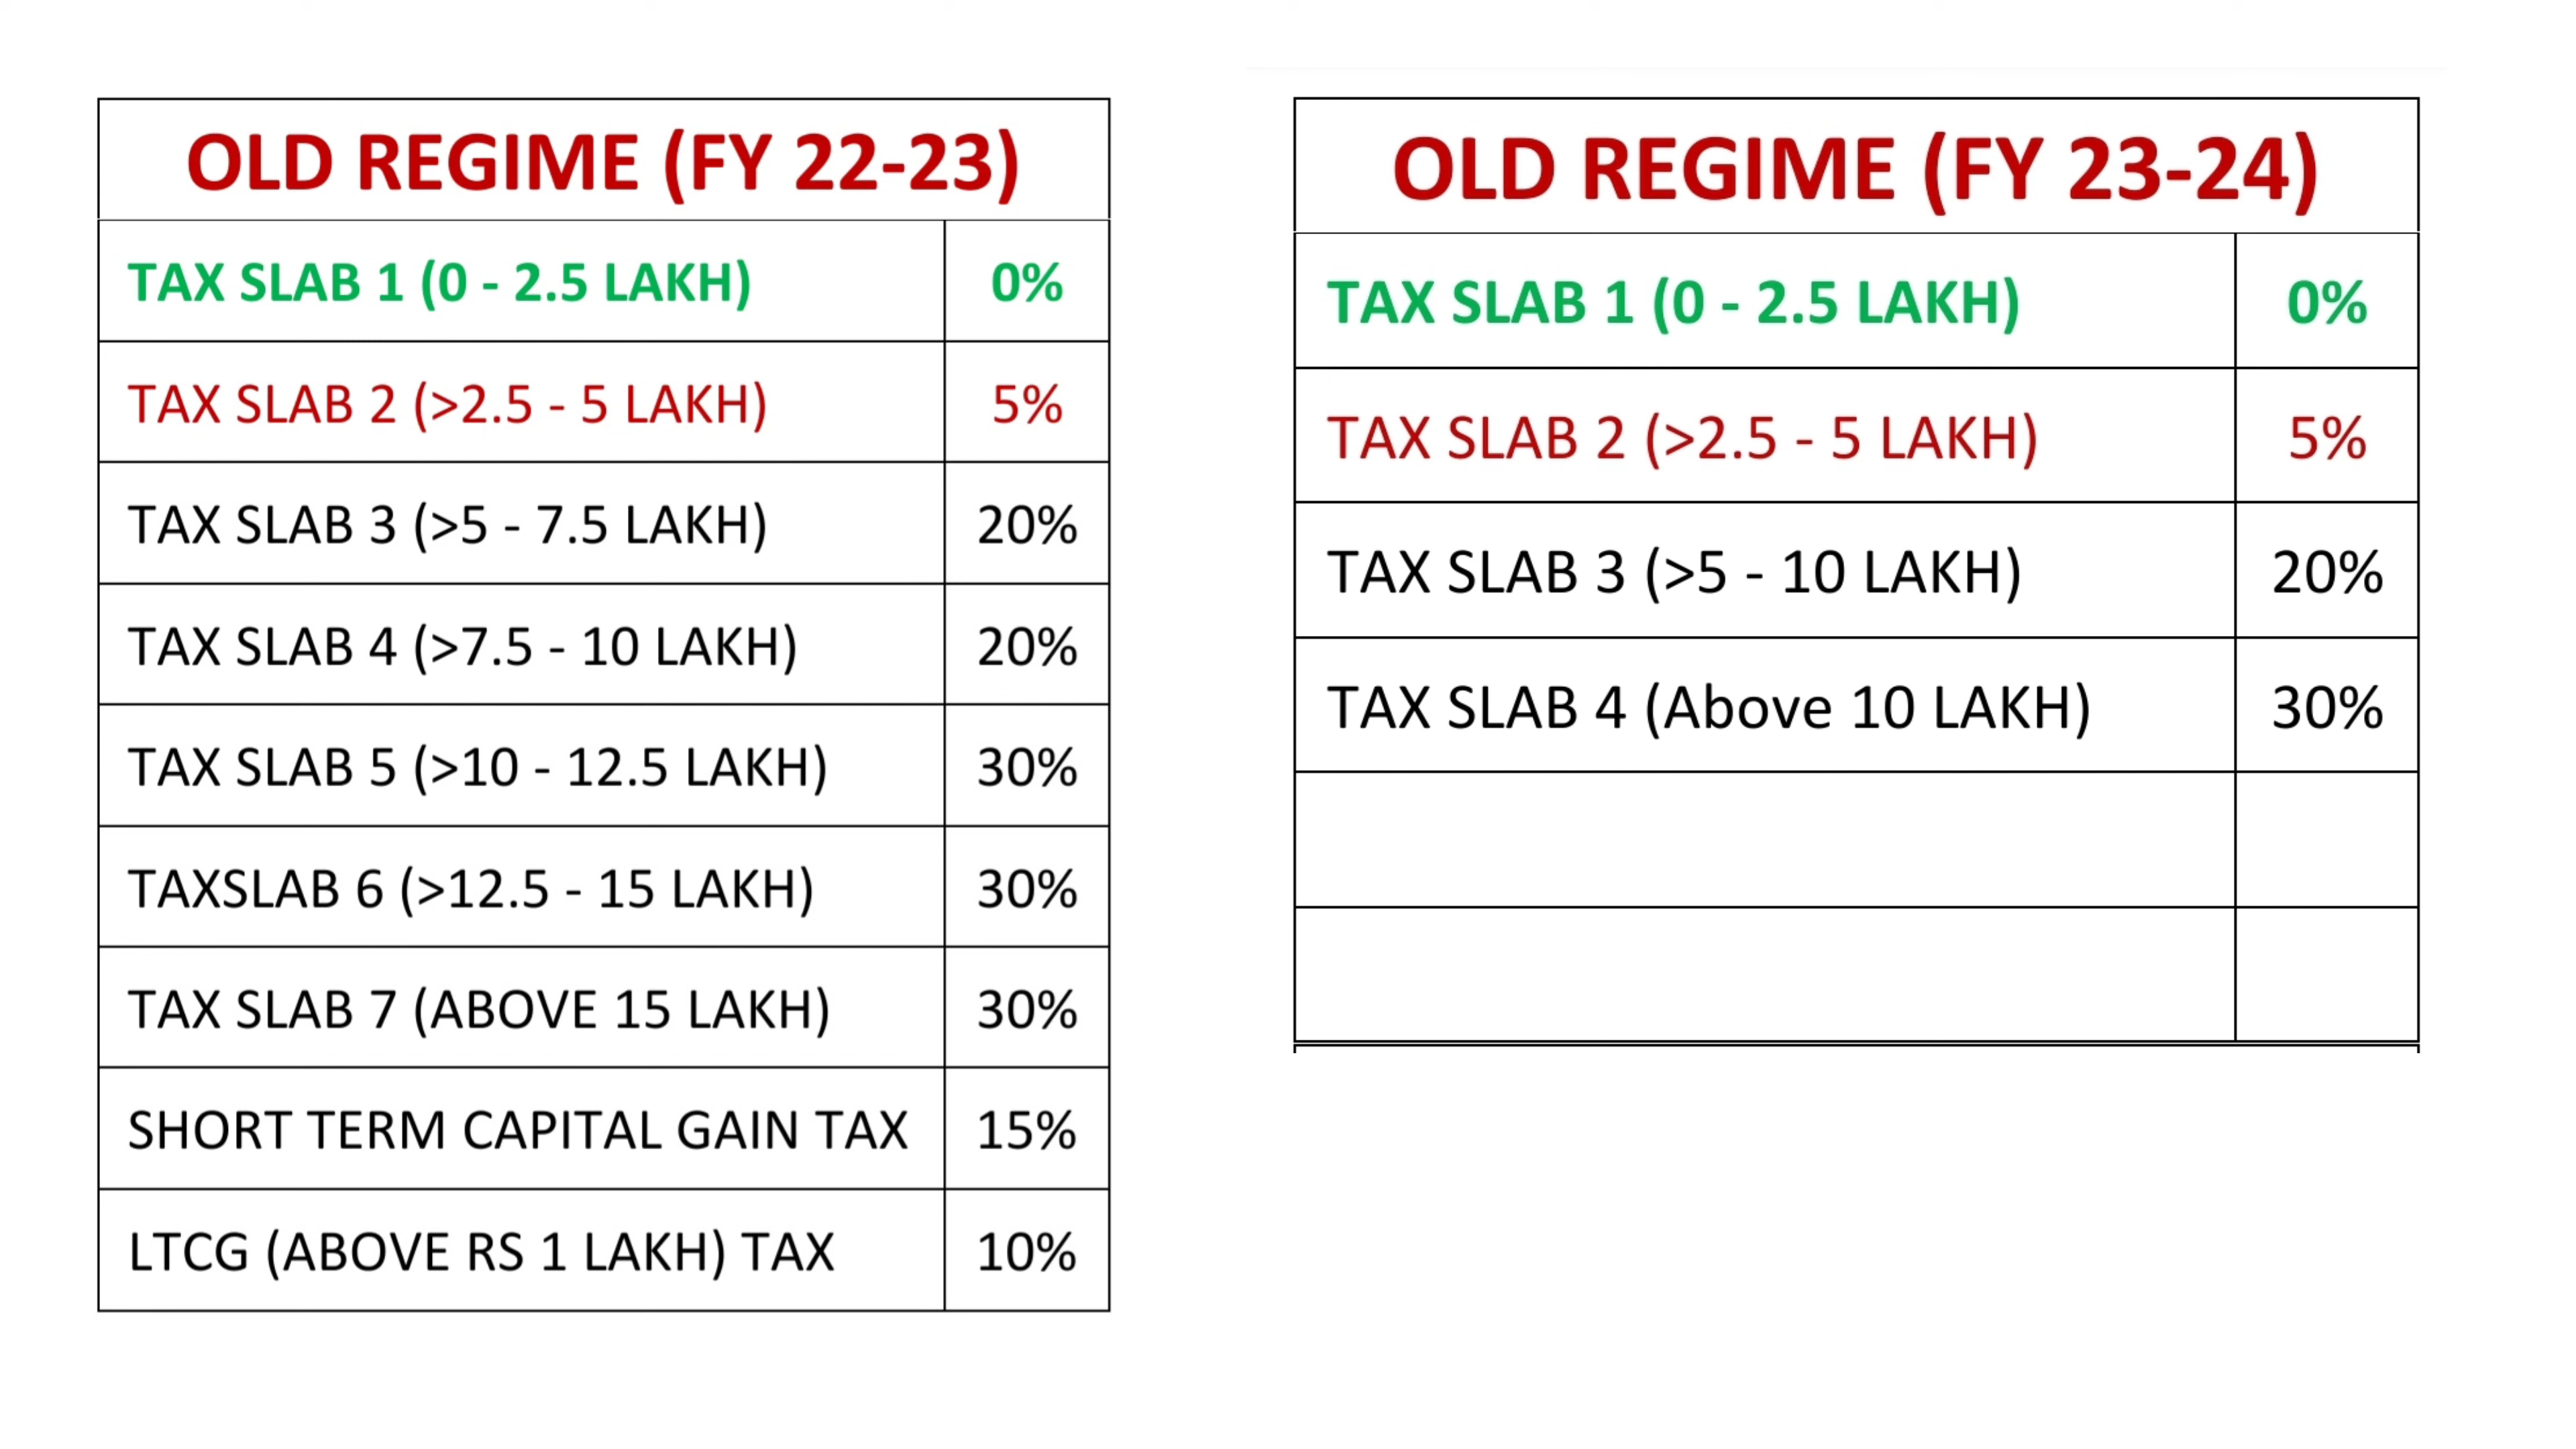 OLD REGIME (FY 22-23)
TAX SLAB 1 (0 - 2.5 LAKH) 0%
TAX SLAB 2 (>2.5 - 5 LAKH) 5%
TAX SLAB 3 (>5 - 7.5 LAKH) 20%
TAX SLAB 4 (>7.5 - 10 LAKH) 20%
TAX SLAB 5 (>10 - 12.5 LAKH) 30%
TAXSLAB 6 (>12.5 - 15 LAKH) 30%
TAX SLAB 7 (ABOVE 15 LAKH) 30%
SHORT TERM CAPITAL GAIN TAX 15%
LTCG (ABOVE RS 1 LAKH) TAX 10%
OLD REGIME (FY 23-24)
TAX SLAB 1 (0 - 2.5 LAKH) 0%
TAX SLAB 2 (>2.5 - 5 LAKH) 5%
TAX SLAB 3 (>5 - 10 LAKH) 20%
TAX SLAB 4 (Above 10 LAKH) 30%